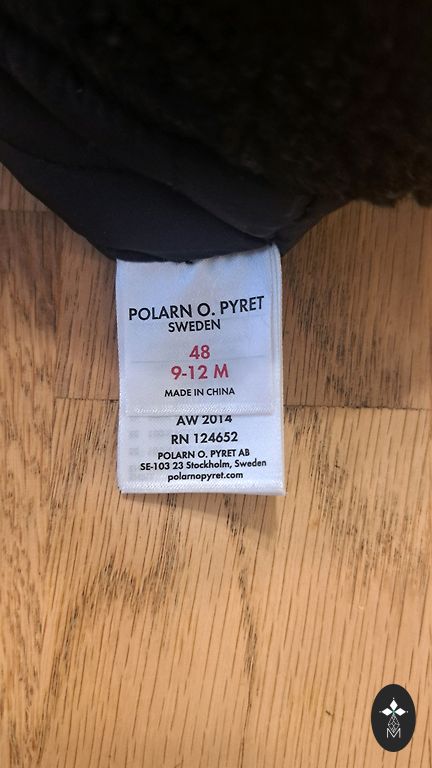 POLARN O. PYRET
SWEDEN
48
9-12 M
MADE IN CHINA
AW 2014
RN 124652
POLARN O. PYRET AB
SE-103 23 Stockholm, Sweden
polarnopyret.com
M